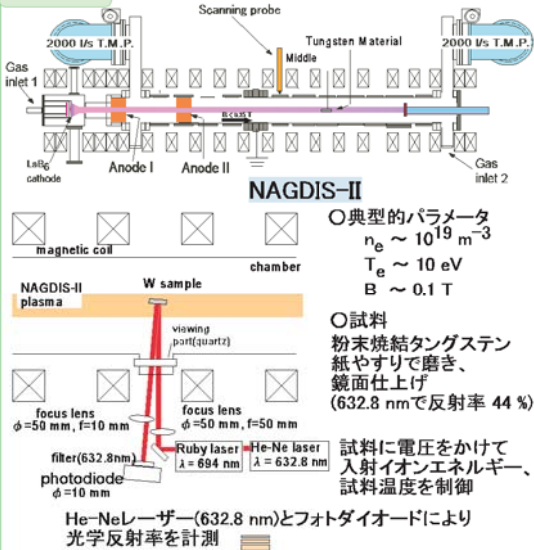 Scanning probe
2000 l/s T.M.P.
2000 l/s T.M.P.
Gas
inlet 1
Middle
Tungsten Material
LaB6
cathode
Anode I
Anode II
Gas
inlet 2
NAGDIS-II
magnetic coil
chamber
NAGDIS-II
plasma
W sample
viewing
port(quartz)
focus lens
φ=50 mm, f=10 mm
focus lens
φ=50 mm, f=50 mm
filter(632.8nm)
photodiode
φ=10 mm
Ruby laser
λ = 694 nm
He-Ne laser
λ = 632.8 nm
○典型的パラメータ
ne ~ 10^19 m^-3
Te ~ 10 eV
B ~ 0.1 T
○試料
粉末焼結タングステン
紙やすりで磨き、
鏡面仕上げ
(632.8 nmで反射率 44 %)
試料に電圧をかけて
入射イオンエネルギー、
試料温度を制御
He-Neレーザー(632.8 nm)とフォトダイオードにより
光学反射率を計測